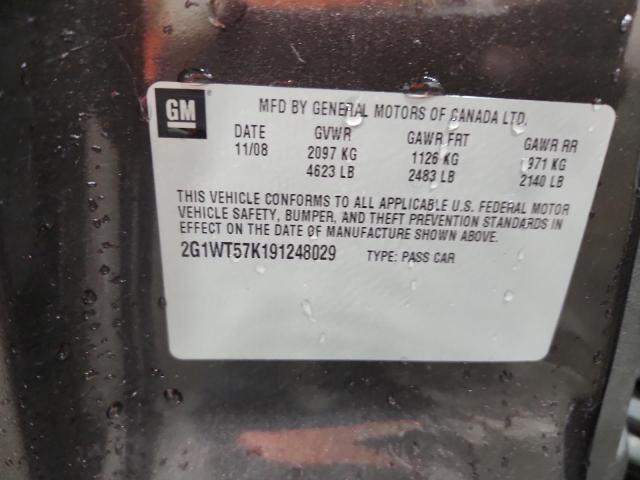 GM
MFD BY GENERAL MOTORS OF CANADA LTD.
DATE GVWR GAWR FRT GAWR RR
11/08 2097 KG 1126 KG 971 KG
4623 LB 2483 LB 2140 LB
THIS VEHICLE CONFORMS TO ALL APPLICABLE U.S. FEDERAL MOTOR
VEHICLE SAFETY, BUMPER, AND THEFT PREVENTION STANDARDS IN
EFFECT ON THE DATE OF MANUFACTURE SHOWN ABOVE.
2G1WT57K191248029 TYPE: PASS CAR